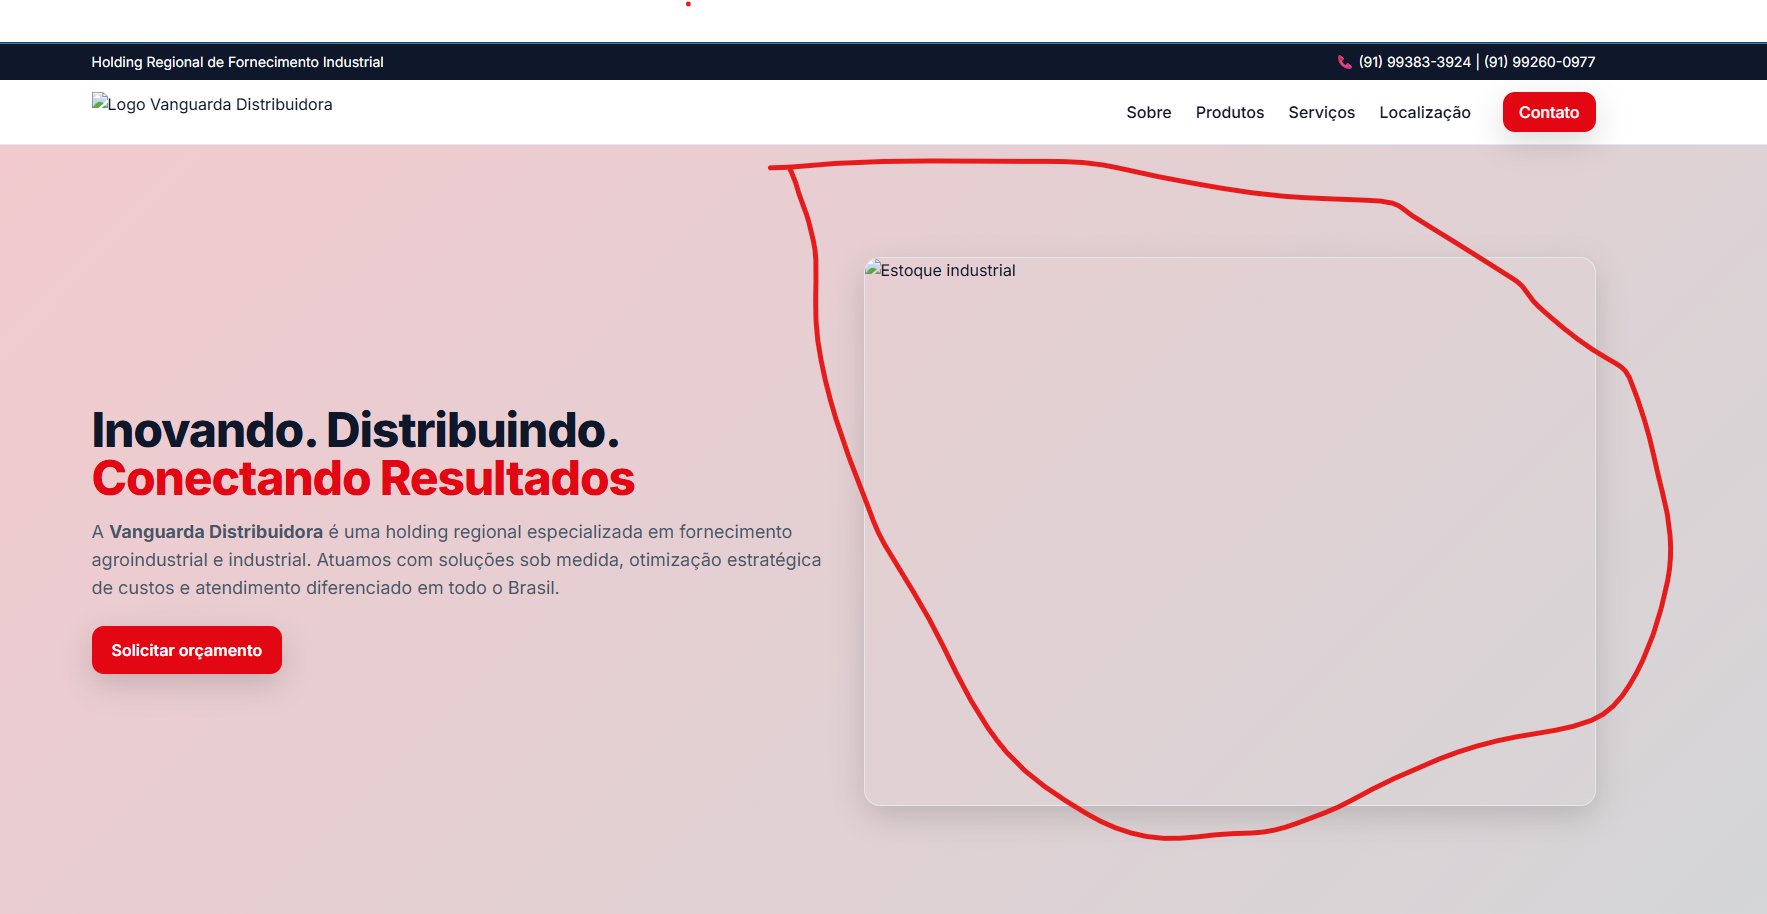 Holding Regional de Fornecimento Industrial
(91) 99383-3924 | (91) 99260-0977
Logo Vanguarda Distribuidora
Sobre
Produtos
Serviços
Localização
Contato
Estoque industrial
Inovando. Distribuindo.
Conectando Resultados
A Vanguarda Distribuidora é uma holding regional especializada em fornecimento
agroindustrial e industrial. Atuamos com soluções sob medida, otimização estratégica
de custos e atendimento diferenciado em todo o Brasil.
Solicitar orçamento